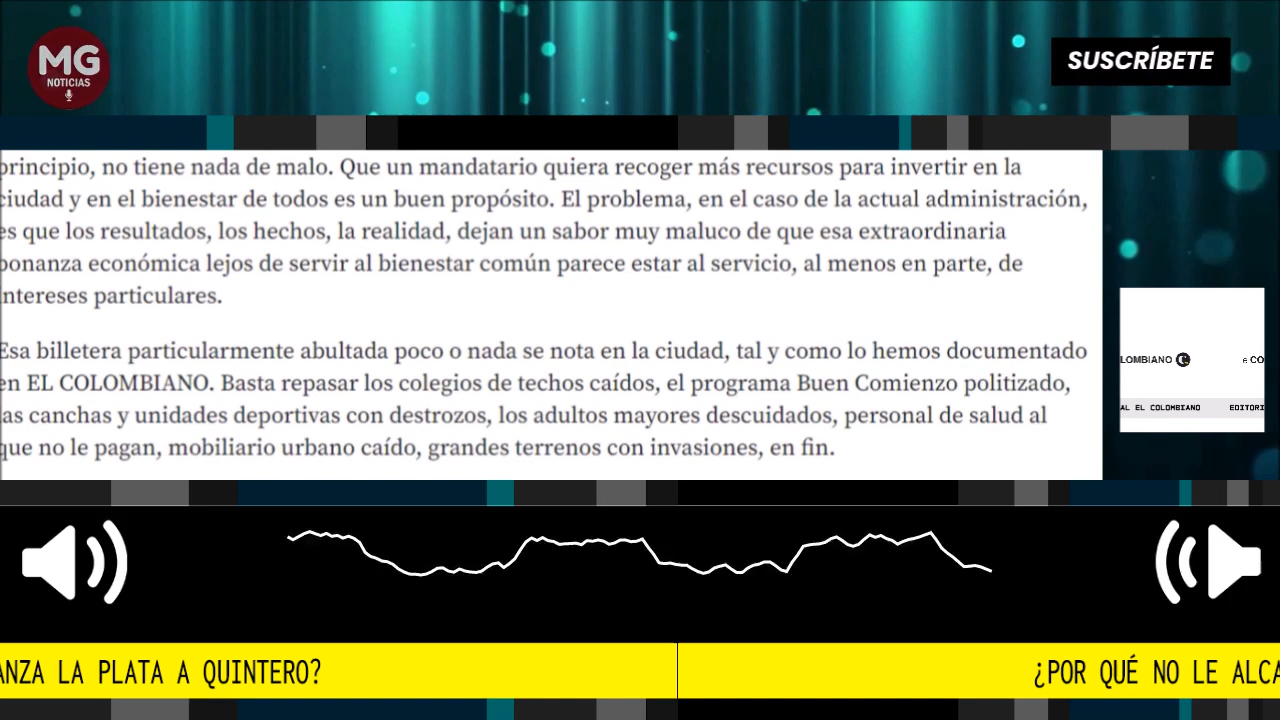 MG
NOTICIAS
SUSCRÍBETE
principio, no tiene nada de malo. Que un mandatario quiera recoger más recursos para invertir en la
ciudad y en el bienestar de todos es un buen propósito. El problema, en el caso de la actual administración,
es que los resultados, los hechos, la realidad, dejan un sabor muy maluco de que esa extraordinaria
bonanza económica lejos de servir al bienestar común parece estar al servicio, al menos en parte, de
intereses particulares.
Esa billetera particularmente abultada poco o nada se nota en la ciudad, tal y como lo hemos documentado
en EL COLOMBIANO. Basta repasar los colegios de techos caídos, el programa Buen Comienzo politizado,
las canchas y unidades deportivas con destrozos, los adultos mayores descuidados, personal de salud al
que no le pagan, mobiliario urbano caído, grandes terrenos con invasiones, en fin.
LOMBIANO C e CO
AL EL COLOMBIANO EDITORI
ANZA LA PLATA A QUINTERO? ¿POR QUÉ NO LE ALCA